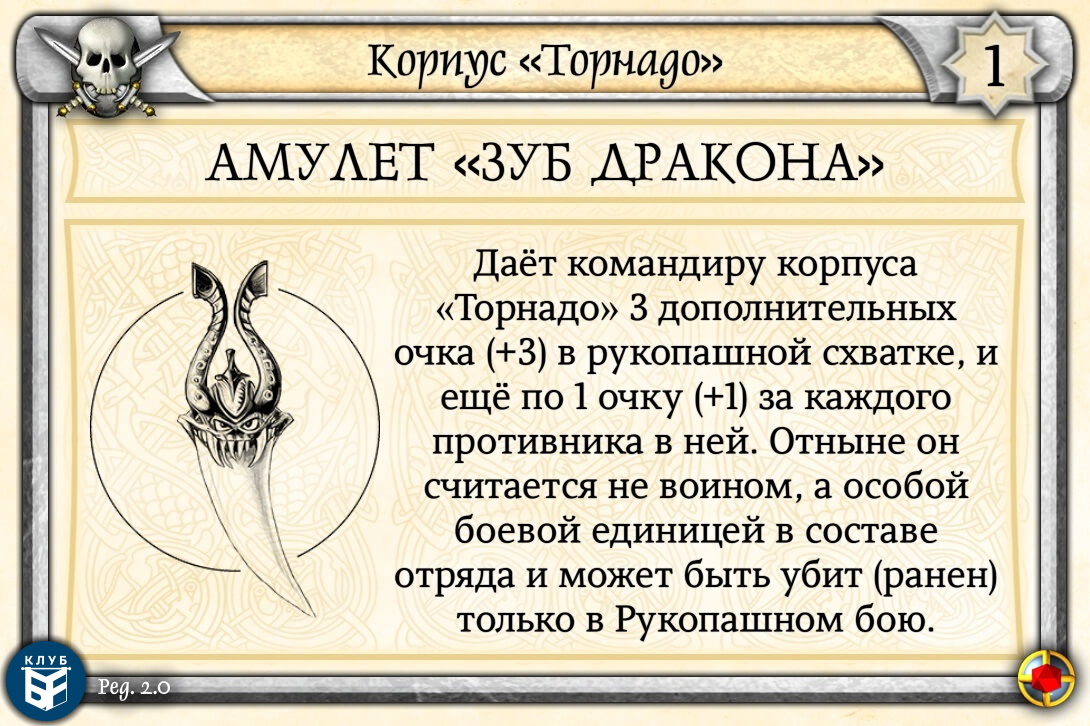 Корпус «Торнадо»
1
АМУЛЕТ «ЗУБ ДРАКОНА»
Даёт командиру корпуса
«Торнадо» 3 дополнительных
очка (+3) в рукопашной схватке, и
ещё по 1 очку (+1) за каждого
противника в ней. Отныне он
считается не воином, а особой
боевой единицей в составе
отряда и может быть убит (ранен)
только в Рукопашном бою.
КЛУБ
Ред. 2.0